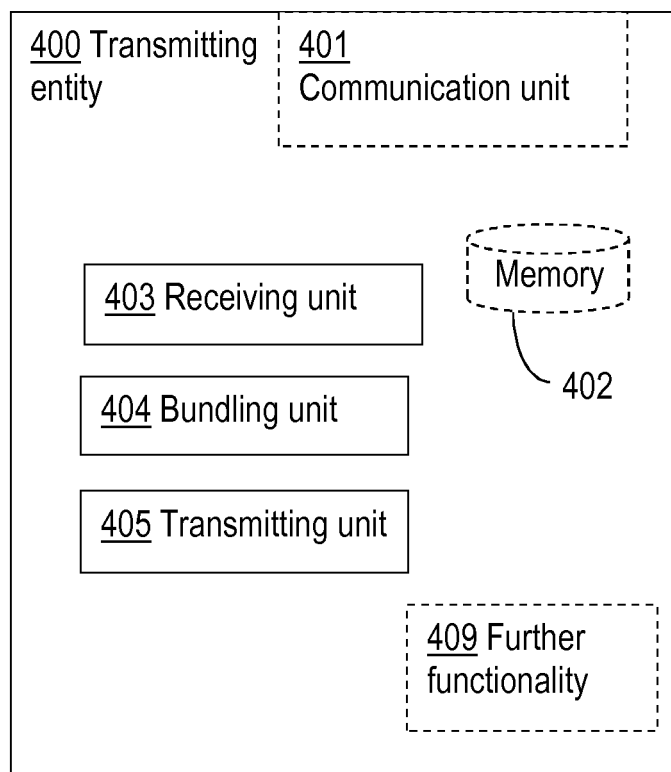 400 Transmitting
entity
401
Communication unit
Memory
402
403 Receiving unit
404 Bundling unit
405 Transmitting unit
409 Further
functionality